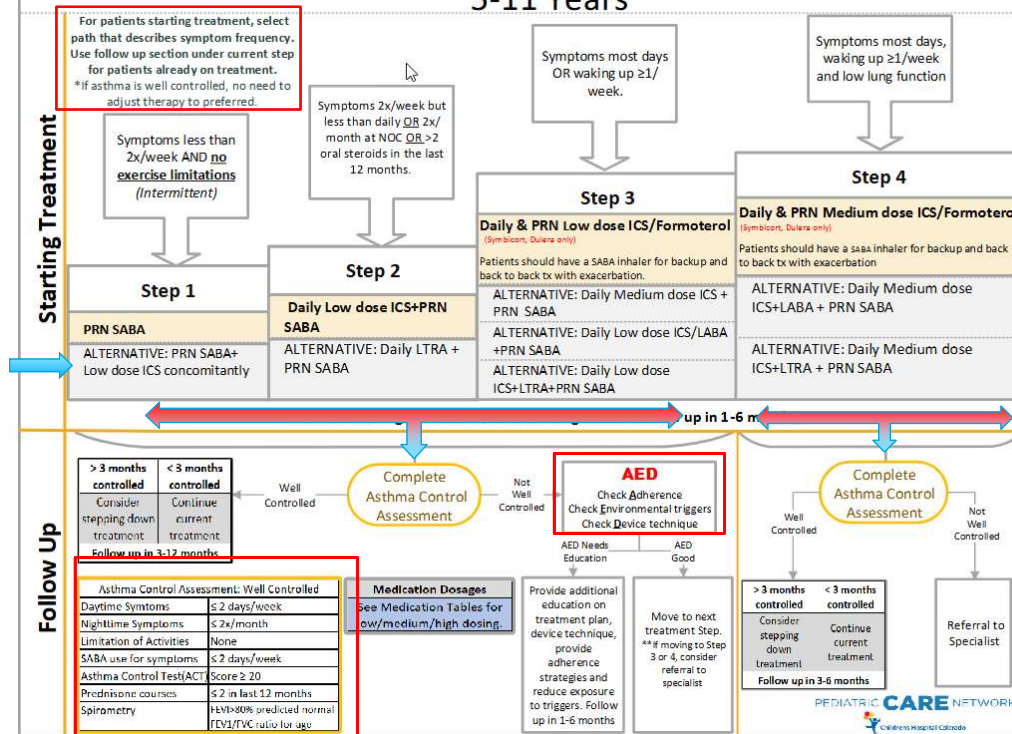 5-11 Years
For patients starting treatment, select
path that describes symptom frequency.
Use follow up section under current step
for patients already on treatment.
*If asthma is well controlled, no need to
adjust therapy to preferred.
Starting Treatment
Symptoms less than
2x/week AND no
exercise limitations
(Intermittent)
Step 1
PRN SABA
ALTERNATIVE: PRN SABA+
Low dose ICS concomitantly
Symptoms 2x/week but
less than daily OR 2x/
month at NOC OR >2
oral steroids in the last
12 months.
Step 2
Daily Low dose ICS+PRN
SABA
ALTERNATIVE: Daily LTRA +
PRN SABA
Symptoms most days
OR waking up ≥1/
week.
Step 3
Daily & PRN Low dose ICS/Formoterol
(Symbicort, Dulera only)
Patients should have a SABA inhaler for backup and
back to back tx with exacerbation.
ALTERNATIVE: Daily Medium dose ICS +
PRN SABA
ALTERNATIVE: Daily Low dose ICS/LABA
+PRN SABA
ALTERNATIVE: Daily Low dose
ICS+LTRA+PRN SABA
Symptoms most days,
waking up ≥1/week
and low lung function
Step 4
Daily & PRN Medium dose ICS/Formoterol
(Symbicort, Dulera only)
Patients should have a SABA inhaler for backup and back
to back tx with exacerbation
ALTERNATIVE: Daily Medium dose
ICS+LABA + PRN SABA
ALTERNATIVE: Daily Medium dose
ICS+LTRA + PRN SABA
up in 1-6 m
Follow Up
> 3 months
controlled
< 3 months
controlled
Consider
stepping down
treatment
Continue
current
treatment
Follow up in 3-12 months
Well
Controlled
Complete
Asthma Control
Assessment
Not
Well
Controlled
AED
Check Adherence
Check Environmental triggers
Check Device technique
AED Needs
Education
AED
Good
Provide additional
education on
treatment plan,
device technique,
provide
adherence
strategies and
reduce exposure
to triggers. Follow
up in 1-6 months
Move to next
treatment Step.
**If moving to Step
3 or 4, consider
referral to
specialist
Asthma Control Assessment: Well Controlled
Daytime Symtoms ≤ 2 days/week
Nighttime Symptoms ≤ 2x/month
Limitation of Activities None
SABA use for symptoms ≤ 2 days/week
Asthma Control Test(ACT) Score ≥ 20
Prednisone courses ≤ 2 in last 12 months
Spirometry FEVI>80% predicted normal
FEV1/FVC ratio for age
Medication Dosages
See Medication Tables for
low/medium/high dosing.
Complete
Asthma Control
Assessment
Well
Controlled
Not
Well
Controlled
> 3 months
controlled
< 3 months
controlled
Consider
stepping
down
treatment
Continue
current
treatment
Follow up in 3-6 months
Referral to
Specialist
PEDIATRIC CARE NETWORK
Childrens Hospital Colorado